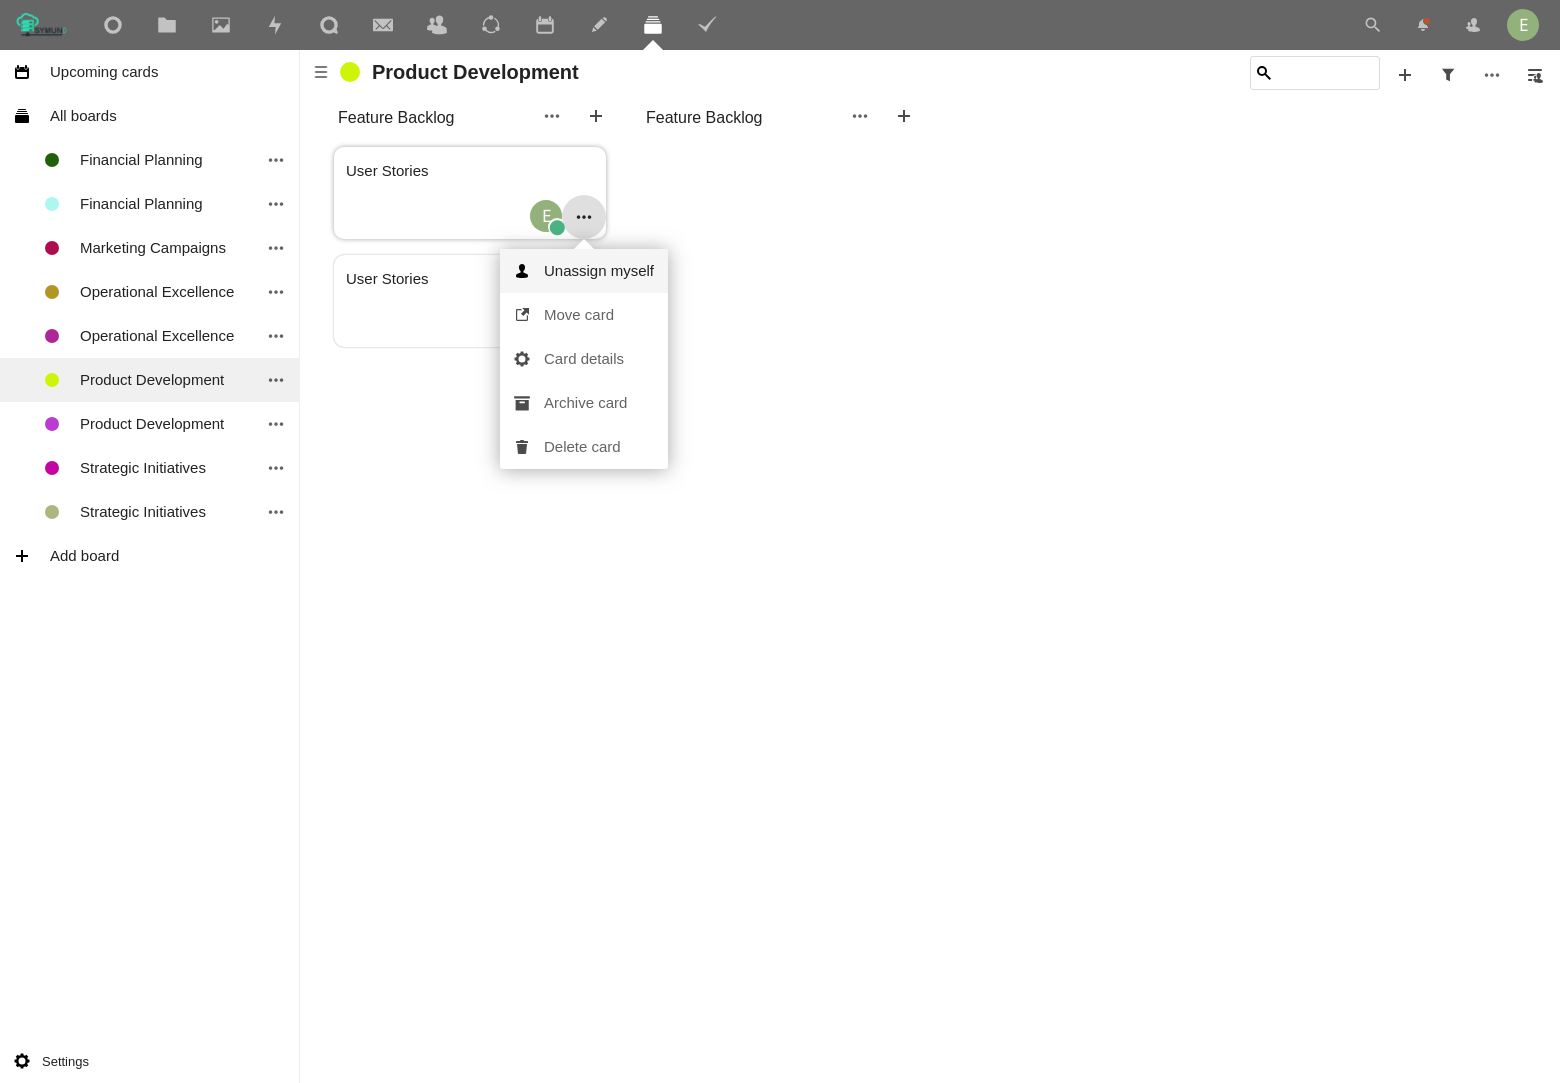 E
Upcoming cards
All boards
Financial Planning
Financial Planning
Marketing Campaigns
Operational Excellence
Operational Excellence
Product Development
Product Development
Strategic Initiatives
Strategic Initiatives
Add board
Settings
Product Development
Feature Backlog
Feature Backlog
User Stories
E
User Stories
Unassign myself
Move card
Card details
Archive card
Delete card